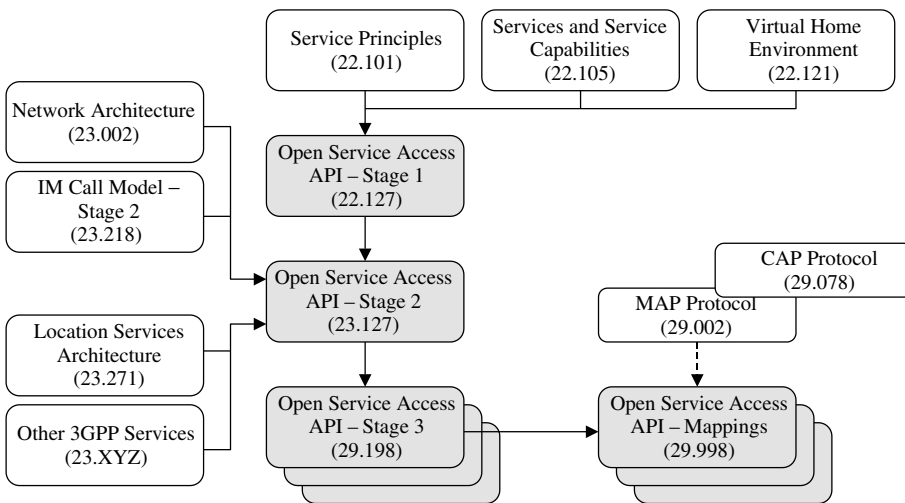 Service Principles
(22.101)
Services and Service
Capabilities
(22.105)
Virtual Home
Environment
(22.121)
Network Architecture
(23.002)
IM Call Model –
Stage 2
(23.218)
Open Service Access
API – Stage 1
(22.127)
Open Service Access
API – Stage 2
(23.127)
CAP Protocol
(29.078)
MAP Protocol
(29.002)
Location Services
Architecture
(23.271)
Other 3GPP Services
(23.XYZ)
Open Service Access
API – Stage 3
(29.198)
Open Service Access
API – Mappings
(29.998)